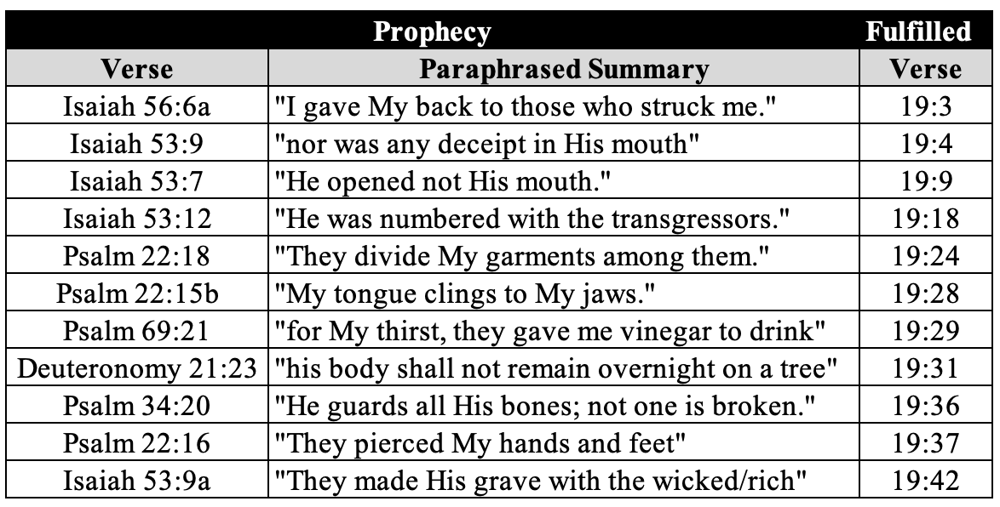 Prophecy Fulfilled
Verse Paraphrased Summary Verse
Isaiah 56:6a "I gave My back to those who struck me." 19:3
Isaiah 53:9 "nor was any deceipt in His mouth" 19:4
Isaiah 53:7 "He opened not His mouth." 19:9
Isaiah 53:12 "He was numbered with the transgressors." 19:18
Psalm 22:18 "They divide My garments among them." 19:24
Psalm 22:15b "My tongue clings to My jaws." 19:28
Psalm 69:21 "for My thirst, they gave me vinegar to drink" 19:29
Deuteronomy 21:23 "his body shall not remain overnight on a tree" 19:31
Psalm 34:20 "He guards all His bones; not one is broken." 19:36
Psalm 22:16 "They pierced My hands and feet" 19:37
Isaiah 53:9a "They made His grave with the wicked/rich" 19:42